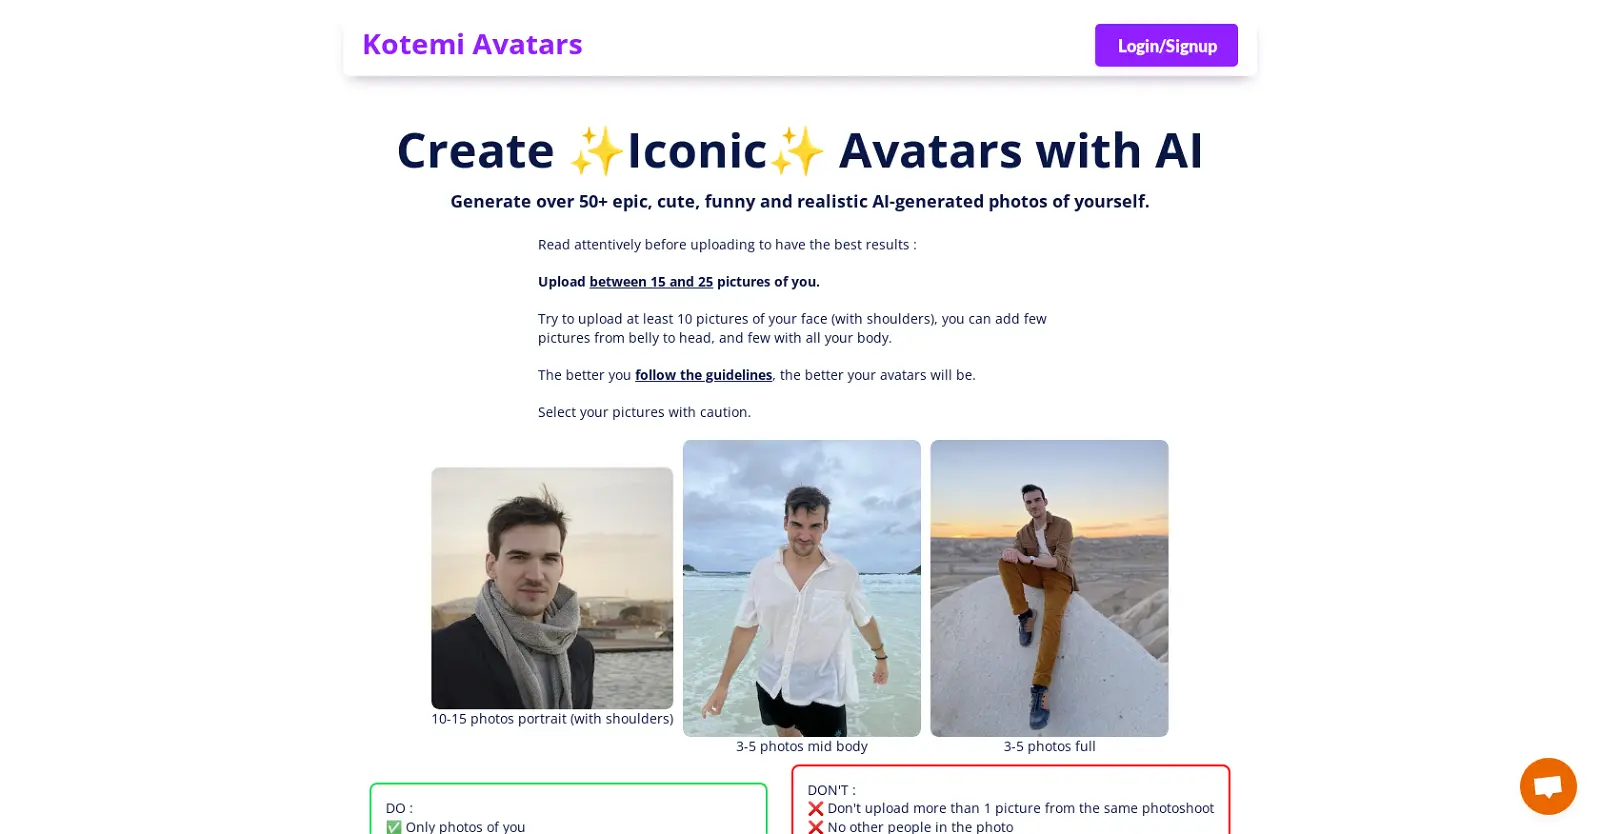 Kotemi Avatars
Login/Signup
Create ✨Iconic✨ Avatars with AI
Generate over 50+ epic, cute, funny and realistic AI-generated photos of yourself.
Read attentively before uploading to have the best results :
Upload between 15 and 25 pictures of you.
Try to upload at least 10 pictures of your face (with shoulders), you can add few
pictures from belly to head, and few with all your body.
The better you follow the guidelines, the better your avatars will be.
Select your pictures with caution.
10-15 photos portrait (with shoulders)
3-5 photos mid body
3-5 photos full
DO :
✅ Only photos of you
DON'T :
❌ Don't upload more than 1 picture from the same photoshoot
❌ No other people in the photo